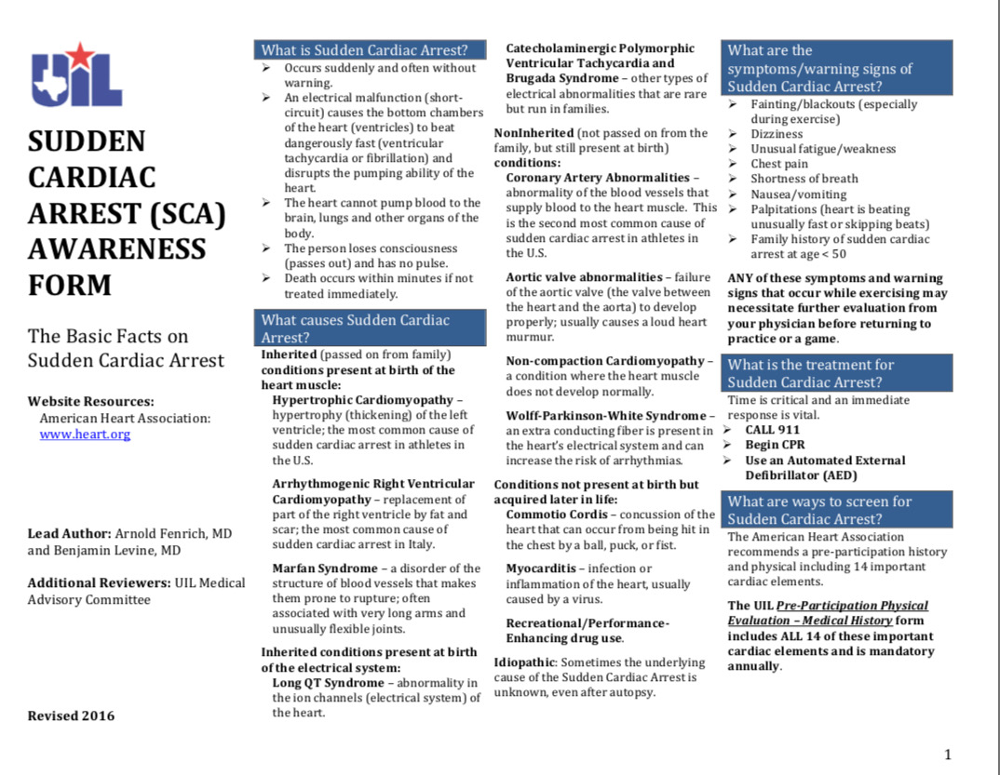 UIL
SUDDEN
CARDIAC
ARREST (SCA)
AWARENESS
FORM
The Basic Facts on
Sudden Cardiac Arrest
Website Resources:
American Heart Association:
www.heart.org
Lead Author: Arnold Fenrich, MD
and Benjamin Levine, MD
Additional Reviewers: UIL Medical
Advisory Committee
Revised 2016
What is Sudden Cardiac Arrest?
➢ Occurs suddenly and often without
warning.
➢ An electrical malfunction (short-
circuit) causes the bottom chambers
of the heart (ventricles) to beat
dangerously fast (ventricular
tachycardia or fibrillation) and
disrupts the pumping ability of the
heart.
➢ The heart cannot pump blood to the
brain, lungs and other organs of the
body.
➢ The person loses consciousness
(passes out) and has no pulse.
➢ Death occurs within minutes if not
treated immediately.
What causes Sudden Cardiac
Arrest?
Inherited (passed on from family)
conditions present at birth of the
heart muscle:
Hypertrophic Cardiomyopathy –
hypertrophy (thickening) of the left
ventricle; the most common cause of
sudden cardiac arrest in athletes in
the U.S.
Arrhythmogenic Right Ventricular
Cardiomyopathy – replacement of
part of the right ventricle by fat and
scar; the most common cause of
sudden cardiac arrest in Italy.
Marfan Syndrome – a disorder of the
structure of blood vessels that makes
them prone to rupture; often
associated with very long arms and
unusually flexible joints.
Inherited conditions present at birth
of the electrical system:
Long QT Syndrome – abnormality in
the ion channels (electrical system) of
the heart.
Catecholaminergic Polymorphic
Ventricular Tachycardia and
Brugada Syndrome – other types of
electrical abnormalities that are rare
but run in families.
NonInherited (not passed on from the
family, but still present at birth)
conditions:
Coronary Artery Abnormalities –
abnormality of the blood vessels that
supply blood to the heart muscle. This
is the second most common cause of
sudden cardiac arrest in athletes in
the U.S.
Aortic valve abnormalities – failure
of the aortic valve (the valve between
the heart and the aorta) to develop
properly; usually causes a loud heart
murmur.
Non-compaction Cardiomyopathy –
a condition where the heart muscle
does not develop normally.
Wolff-Parkinson-White Syndrome –
an extra conducting fiber is present in
the heart's electrical system and can
increase the risk of arrhythmias.
Conditions not present at birth but
acquired later in life:
Commotio Cordis – concussion of the
heart that can occur from being hit in
the chest by a ball, puck, or fist.
Myocarditis – infection or
inflammation of the heart, usually
caused by a virus.
Recreational/Performance-
Enhancing drug use.
Idiopathic: Sometimes the underlying
cause of the Sudden Cardiac Arrest is
unknown, even after autopsy.
What are the
symptoms/warning signs of
Sudden Cardiac Arrest?
➢ Fainting/blackouts (especially
during exercise)
➢ Dizziness
➢ Unusual fatigue/weakness
➢ Chest pain
➢ Shortness of breath
➢ Nausea/vomiting
➢ Palpitations (heart is beating
unusually fast or skipping beats)
➢ Family history of sudden cardiac
arrest at age < 50
ANY of these symptoms and warning
signs that occur while exercising may
necessitate further evaluation from
your physician before returning to
practice or a game.
What is the treatment for
Sudden Cardiac Arrest?
Time is critical and an immediate
response is vital.
➢ CALL 911
➢ Begin CPR
➢ Use an Automated External
Defibrillator (AED)
What are ways to screen for
Sudden Cardiac Arrest?
The American Heart Association
recommends a pre-participation history
and physical including 14 important
cardiac elements.
The UIL Pre-Participation Physical
Evaluation – Medical History form
includes ALL 14 of these important
cardiac elements and is mandatory
annually.
1